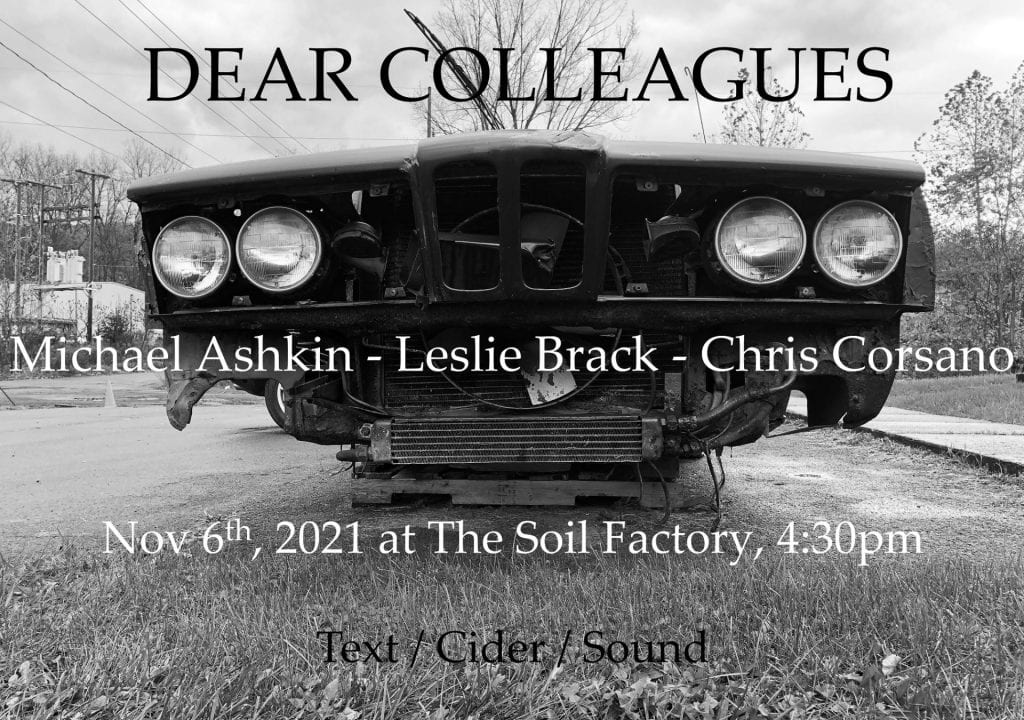 DEAR COLLEAGUES
Michael Ashkin - Leslie Brack - Chris Corsano
Nov 6th, 2021 at The Soil Factory, 4:30pm
Text / Cider / Sound